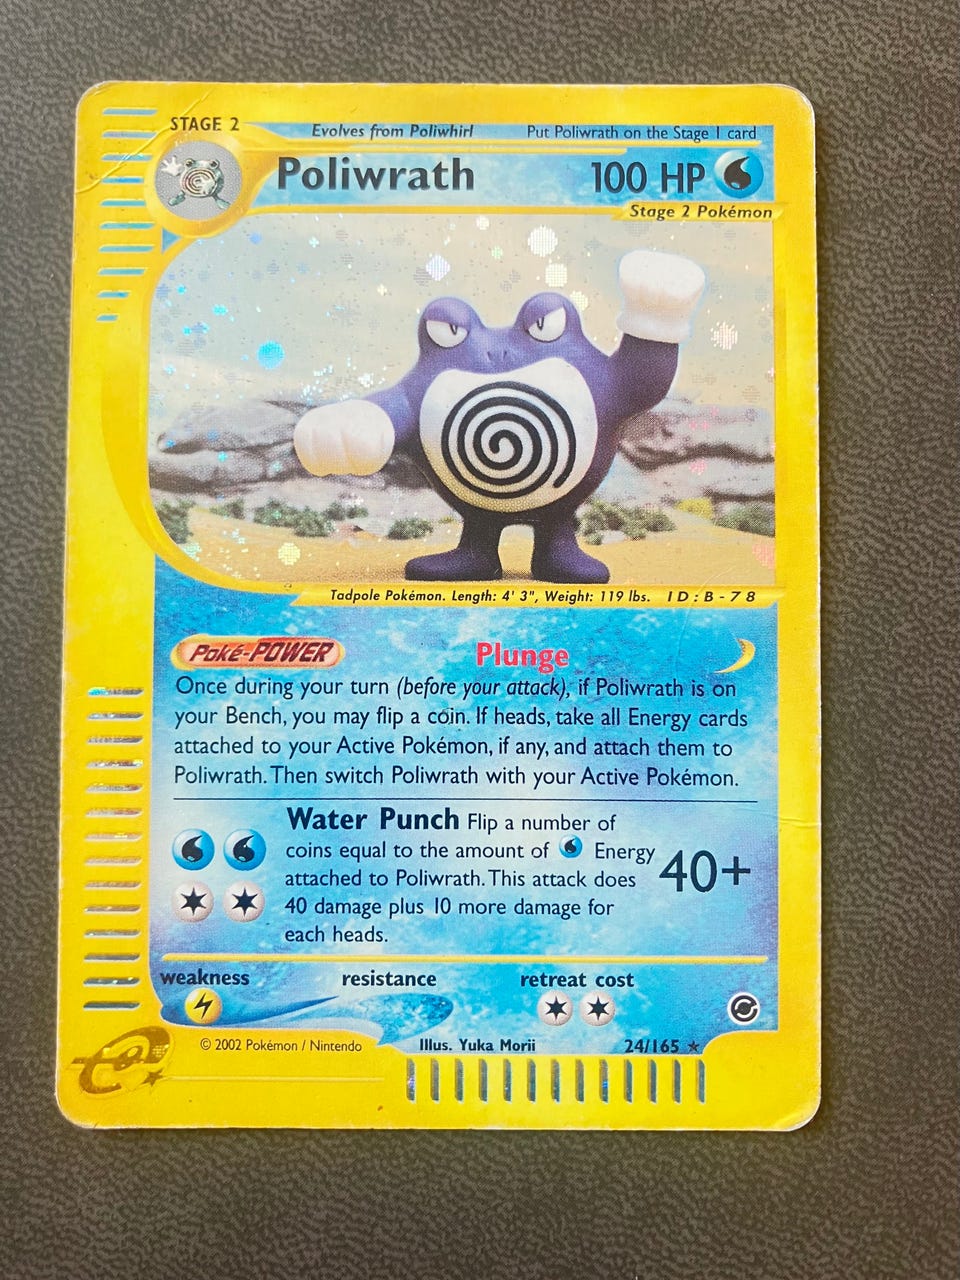 STAGE 2
Evolves from Poliwhirl
Put Poliwrath on the Stage 1 card
Poliwrath
100 HP
Stage 2 Pokémon
Tadpole Pokémon. Length: 4' 3", Weight: 119 lbs. ID:B-78
Poké-POWER
Plunge
Once during your turn (before your attack), if Poliwrath is on
your Bench, you may flip a coin. If heads, take all Energy cards
attached to your Active Pokémon, if any, and attach them to
Poliwrath. Then switch Poliwrath with your Active Pokémon.
Water Punch Flip a number of
coins equal to the amount of Energy
attached to Poliwrath. This attack does
40 damage plus 10 more damage for
each heads.
40+
weakness
resistance
retreat cost
© 2002 Pokémon / Nintendo
Illus. Yuka Morii
24/165 ★
e